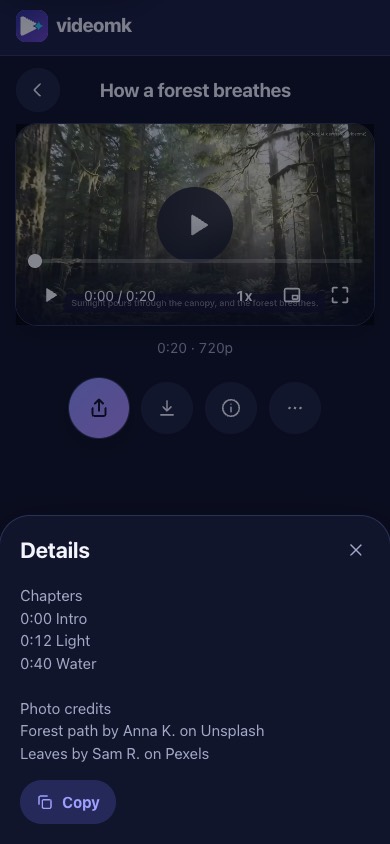 videomk
How a forest breathes
0:00 / 0:20
1x
Sunlight pours through the canopy, and the forest breathes.
0:20 · 720p
Details
Chapters
0:00 Intro
0:12 Light
0:40 Water
Photo credits
Forest path by Anna K. on Unsplash
Leaves by Sam R. on Pexels
Copy